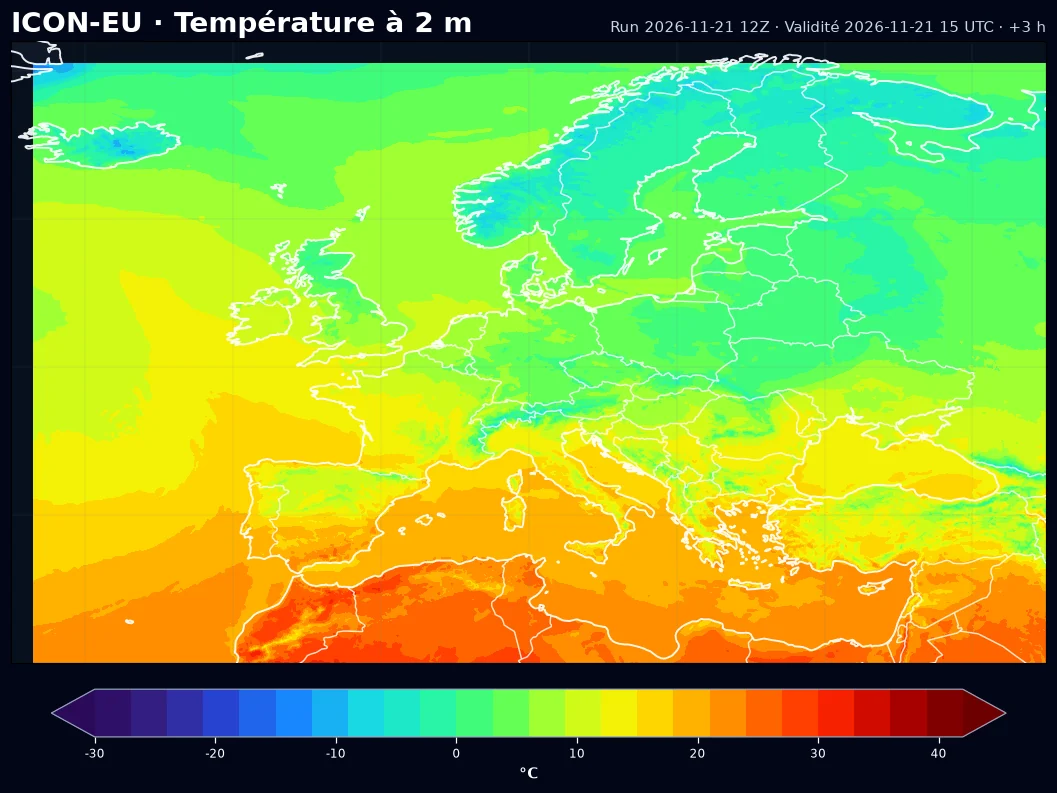 ICON-EU · Température à 2 m
Run 2026-11-21 12Z · Validité 2026-11-21 15 UTC · +3 h
-30 -20 -10 0 10 20 30 40
°C